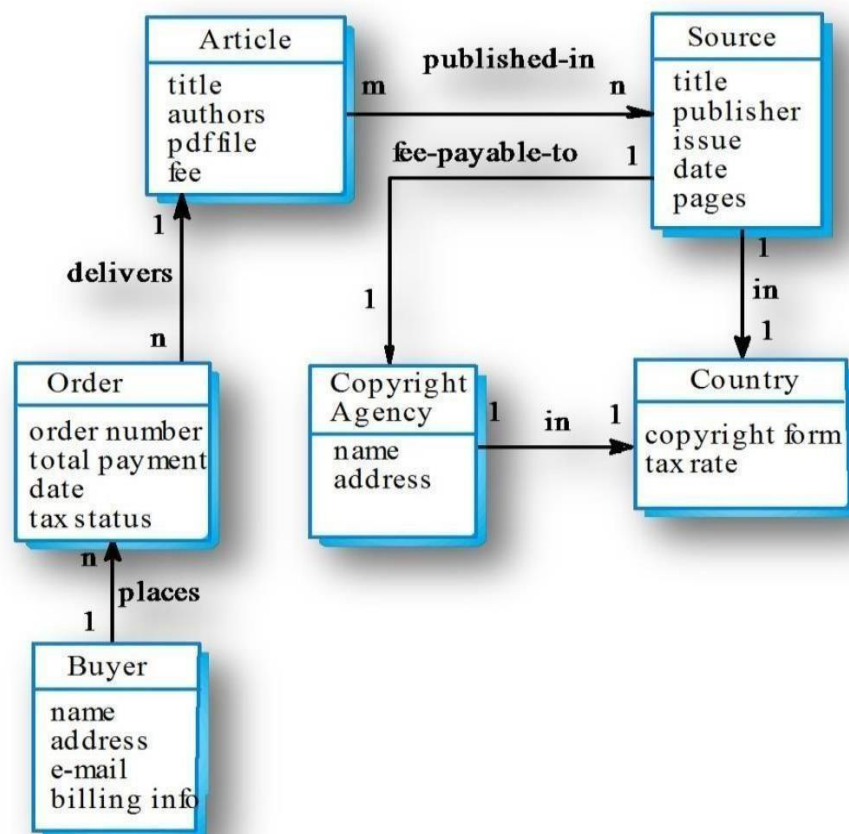 Article
title
authors
pdf file
fee
published-in
m
n
Source
title
publisher
issue
date
pages
fee-payable-to
1
1
1
delivers
n
1
in
1
Order
order number
total payment
date
tax status
Copyright
Agency
name
address
1
in
1
Country
copyright form
tax rate
n
places
1
Buyer
name
address
e-mail
billing info